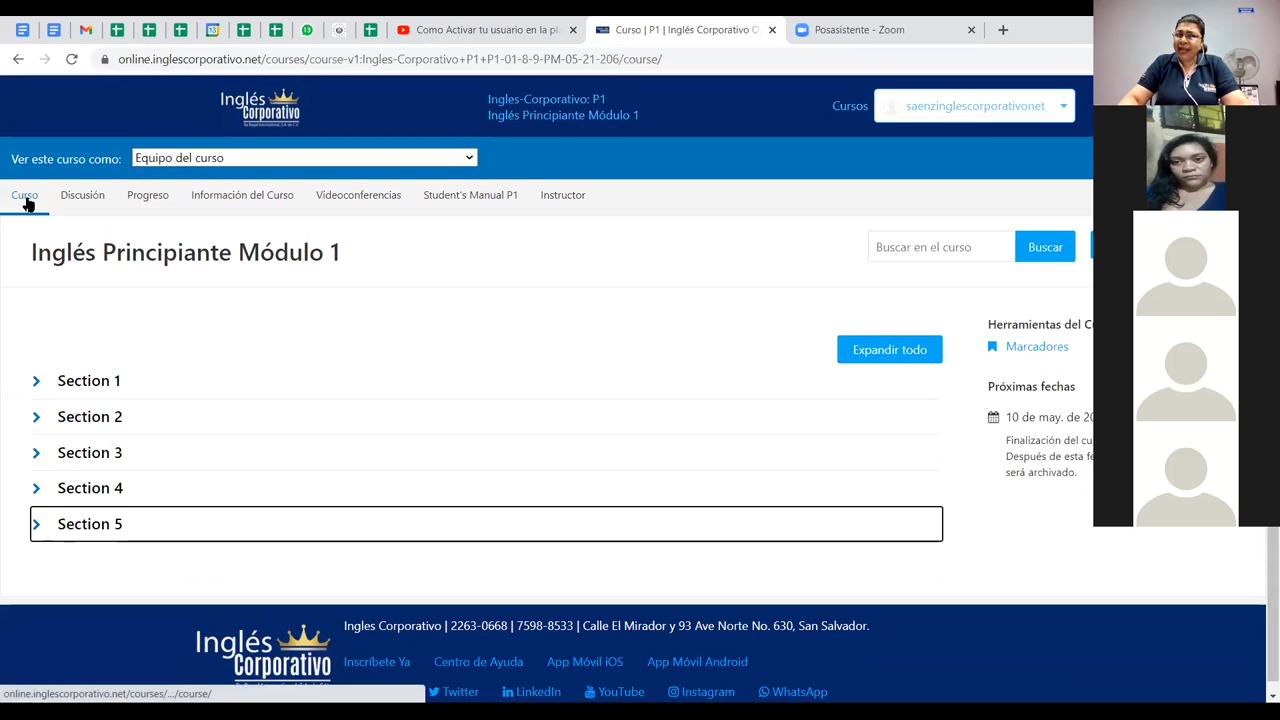 Como Activar tu usuario en la pla
Curso | P1 | Inglés Corporativo O
Posasistente - Zoom
online.inglescorporativo.net/courses/course-v1:Ingles-Corporativo+P1+P1-01-8-9-PM-05-21-206/course/
Inglés Corporativo
Ingles-Corporativo: P1
Inglés Principiante Módulo 1
Cursos
saenzinglescorporativonet
Ver este curso como:
Equipo del curso
Curso
Discusión
Progreso
Información del Curso
Videoconferencias
Student's Manual P1
Instructor
Inglés Principiante Módulo 1
Buscar en el curso
Buscar
Expandir todo
Section 1
Section 2
Section 3
Section 4
Section 5
Herramientas del C
Marcadores
Próximas fechas
10 de may. de 20
Finalización del cu
Después de esta fe
será archivado.
Inglés Corporativo
Ingles Corporativo | 2263-0668 | 7598-8533 | Calle El Mirador y 93 Ave Norte No. 630, San Salvador.
Inscríbete Ya
Centro de Ayuda
App Móvil iOS
App Móvil Android
Twitter
LinkedIn
YouTube
Instagram
WhatsApp
online.inglescorporativo.net/courses/.../course/